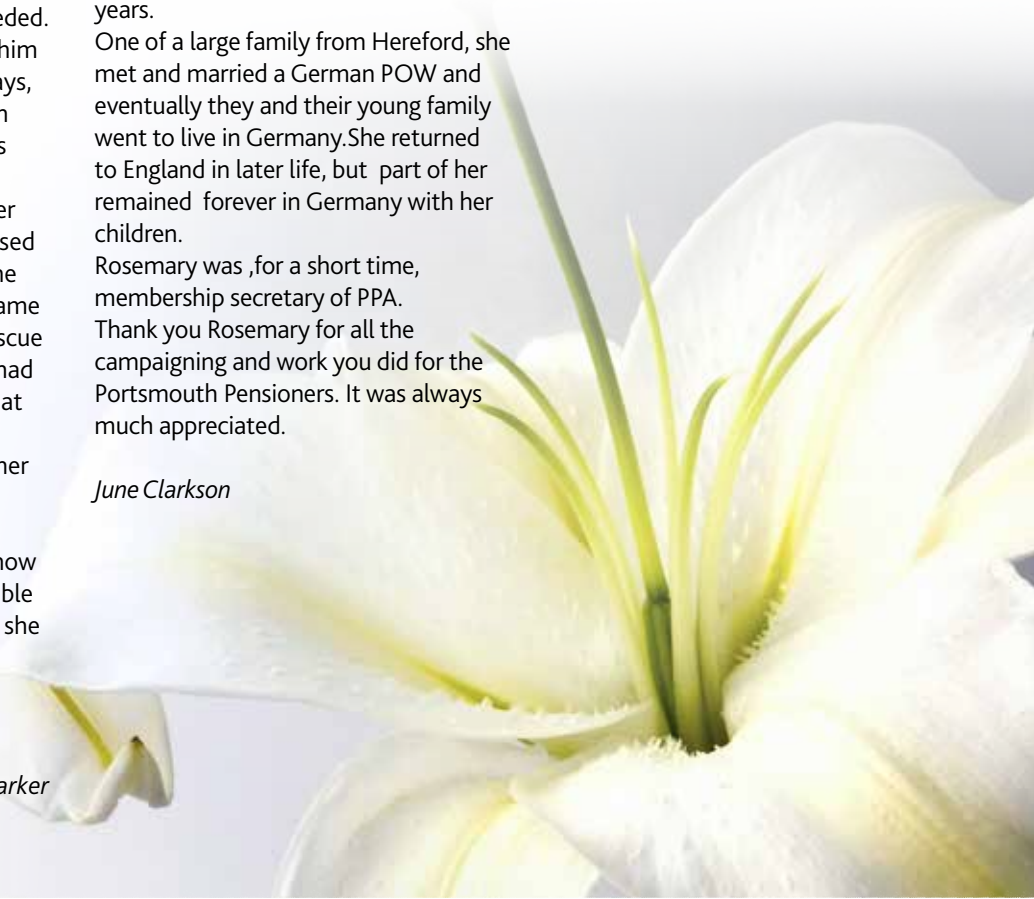 eded.
him
ays,
sed
ame
scue
had
at
her
now
ble
she
arker
years.
One of a large family from Hereford, she
met and married a German POW and
eventually they and their young family
went to live in Germany.She returned
to England in later life, but  part of her
remained  forever in Germany with her
children.
Rosemary was ,for a short time,
membership secretary of PPA.
Thank you Rosemary for all the
campaigning and work you did for the
Portsmouth Pensioners. It was always
much appreciated.
June Clarkson